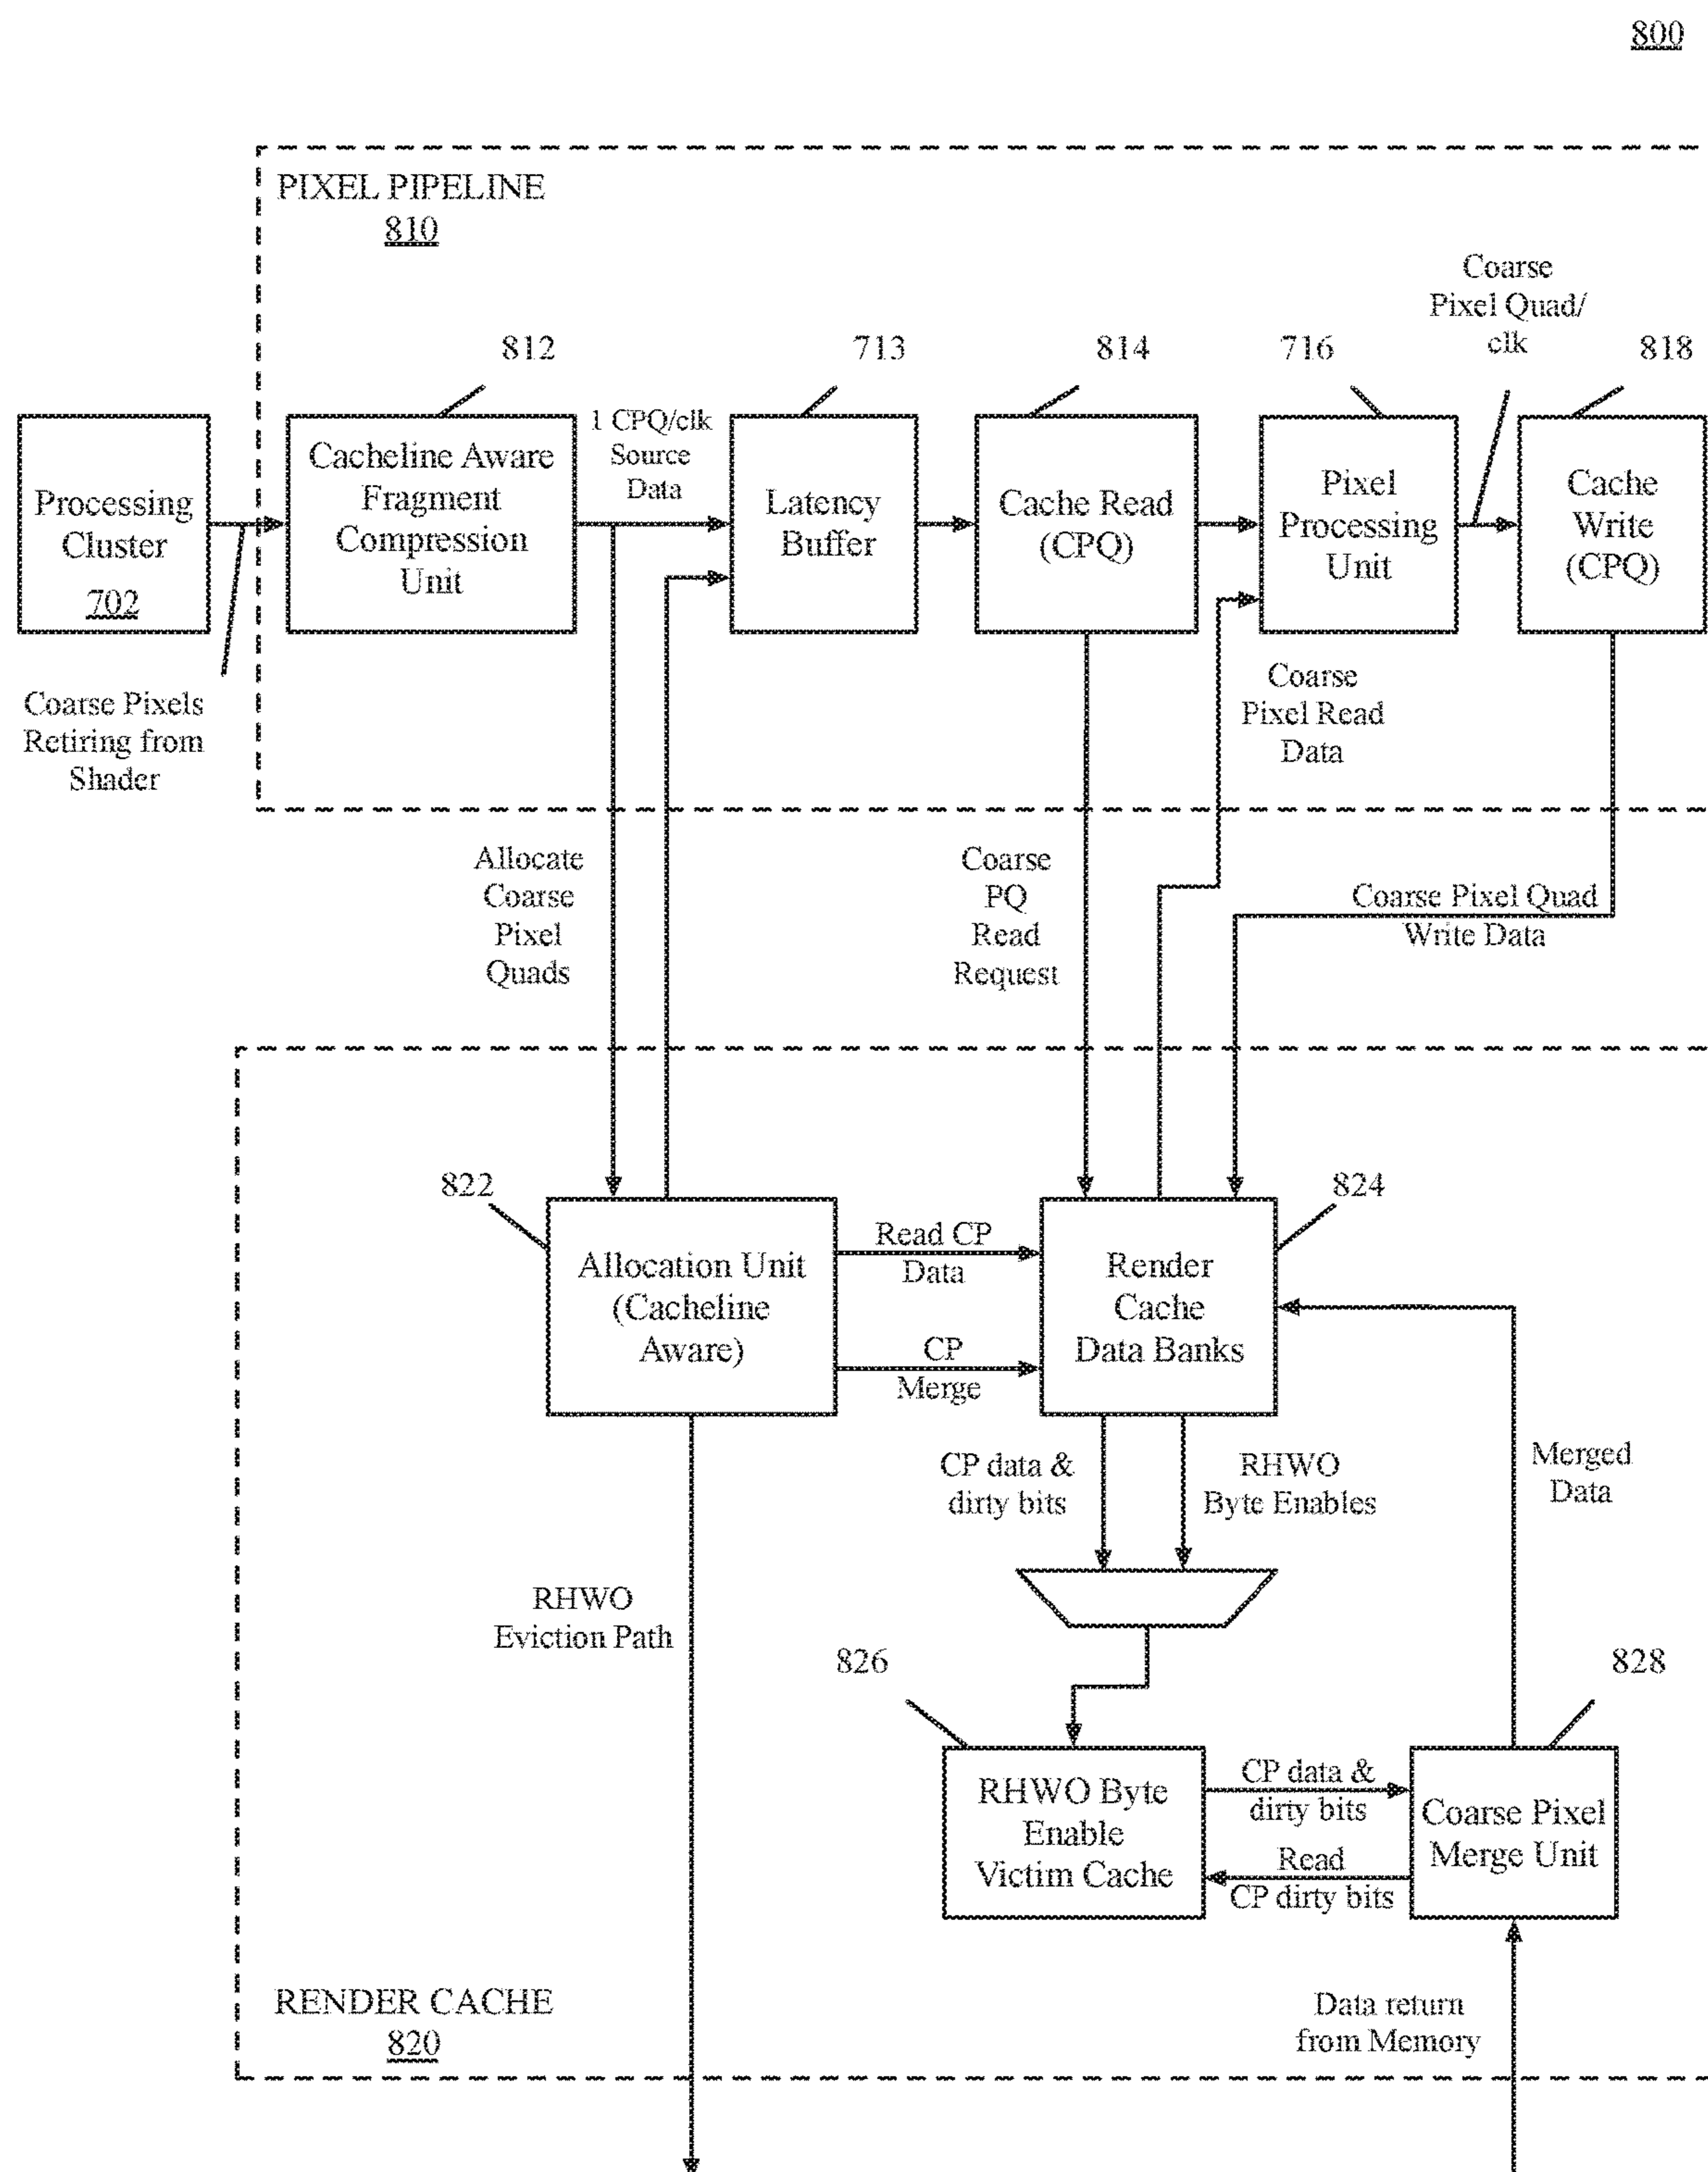 800
PIXEL PIPELINE
810
Coarse
Pixel Quad/
clk
812
713
814
716
818
Processing
Cluster
702
Cacheline Aware
Fragment
Compression
Unit
1 CPQ/clk
Source
Data
Latency
Buffer
Cache Read
(CPQ)
Pixel
Processing
Unit
Cache
Write
(CPQ)
Coarse Pixels
Retiring from
Shader
Coarse
Pixel Read
Data
Allocate
Coarse
Pixel
Quads
Coarse
PQ
Read
Request
Coarse Pixel Quad
Write Data
822
824
Allocation Unit
(Cacheline
Aware)
Read CP
Data
CP
Merge
Render
Cache
Data Banks
CP data &
dirty bits
RHWO
Byte Enables
Merged
Data
RHWO
Eviction Path
826
828
RHWO Byte
Enable
Victim Cache
CP data &
dirty bits
Read
CP dirty bits
Coarse Pixel
Merge Unit
RENDER CACHE
820
Data return
from Memory